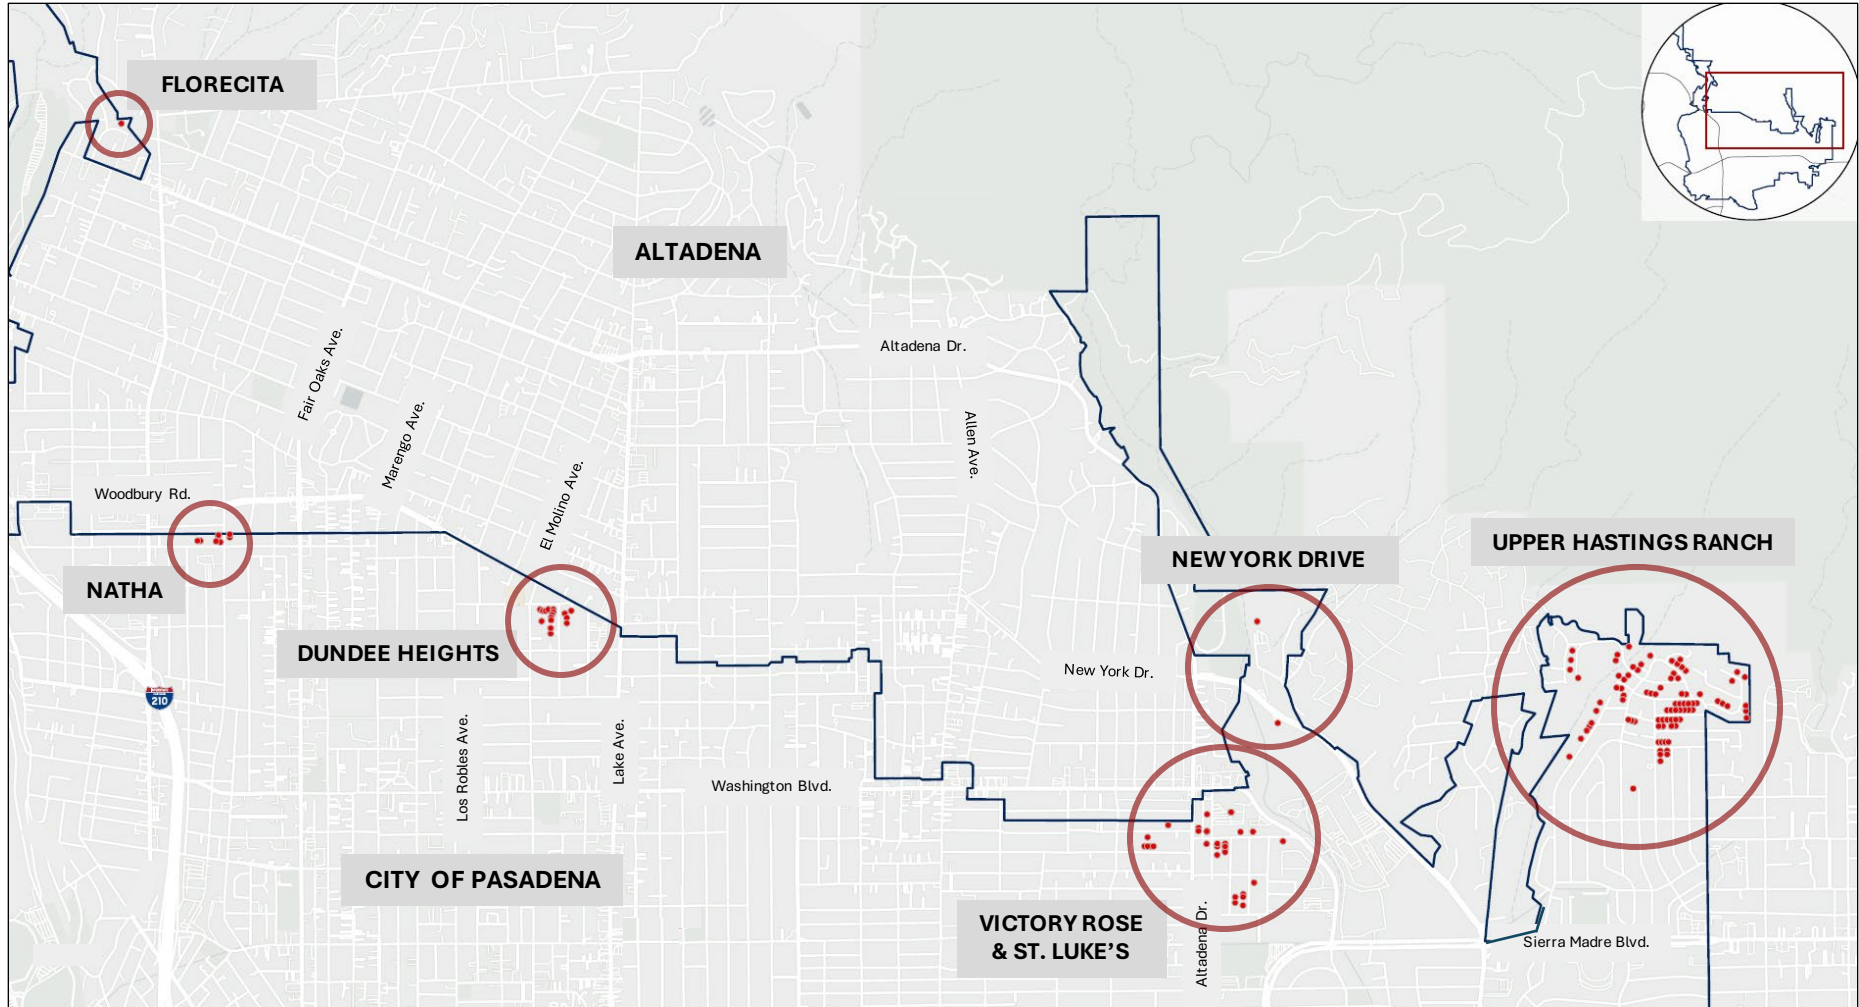 FLORECITA
ALTADENA
Altadena Dr.
Fair Oaks Ave.
Marengo Ave.
Allen Ave.
El Molino Ave.
Woodbury Rd.
NATHA
DUNDEE HEIGHTS
NEW YORK DRIVE
UPPER HASTINGS RANCH
New York Dr.
210
Los Robles Ave.
Lake Ave.
Washington Blvd.
CITY OF PASADENA
VICTORY ROSE
& ST. LUKE'S
Altadena Dr.
Sierra Madre Blvd.